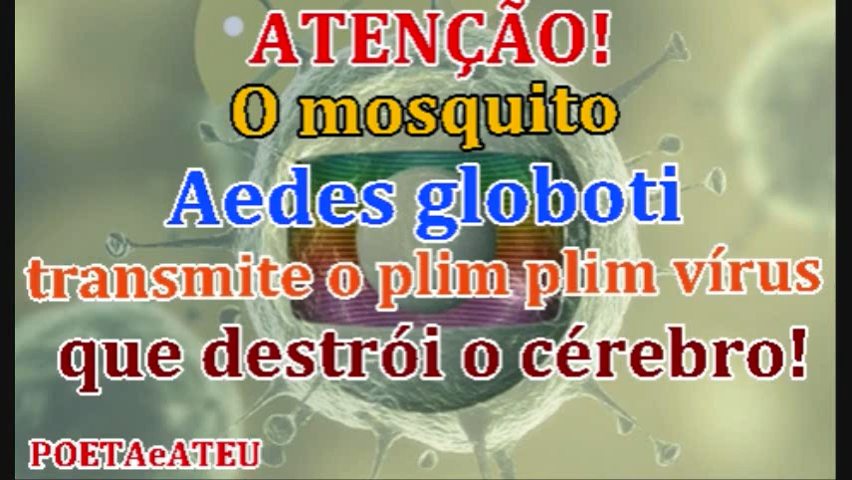 ATENÇÃO!
O mosquito
Aedes globoti
transmite o plim plim vírus
que destrói o cérebro!
POETAeATEU